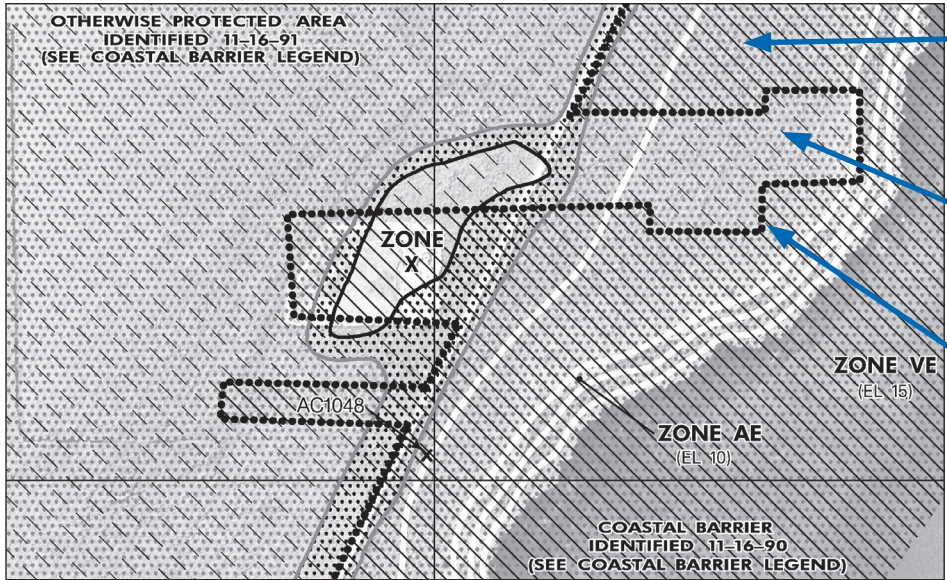 OTHERWISE PROTECTED AREA
IDENTIFIED 11–16–91
(SEE COASTAL BARRIER LEGEND)
ZONE
X
ZONE VE
(EL 15)
AC1048
ZONE AE
(EL 10)
COASTAL BARRIER
IDENTIFIED 11–16–90
(SEE COASTAL BARRIER LEGEND)